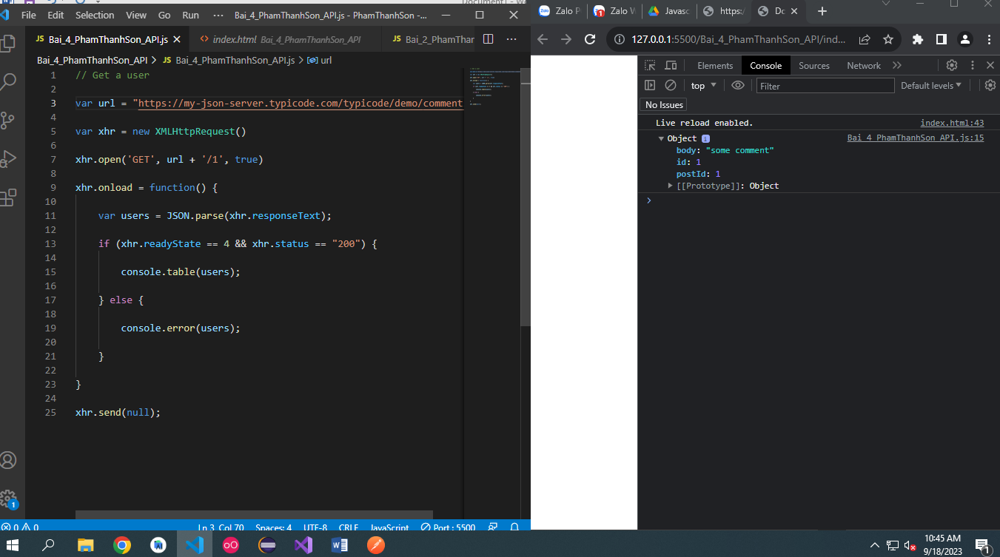 File Edit Selection View Go Run ··· Bai_4_PhamThanhSon_API.js - PhamThanhSon -...
JS Bai_4_PhamThanhSon_API.js
index.html Bai_4_PhamThanhSon_API
JS Bai_2_PhamThar
Bai_4_PhamThanhSon_API > JS Bai_4_PhamThanhSon_API.js > url
1 // Get a user
2
3 var url = "https://my-json-server.typicode.com/typicode/demo/comment
4
5 var xhr = new XMLHttpRequest()
6
7 xhr.open('GET', url + '/1', true)
8
9 xhr.onload = function() {
10
11 var users = JSON.parse(xhr.responseText);
12
13 if (xhr.readyState == 4 && xhr.status == "200") {
14
15 console.table(users);
16
17 } else {
18
19 console.error(users);
20
21 }
22
23 }
24
25 xhr.send(null);
1
0 0 Ln 3, Col 70 Spaces: 4 UTF-8 CRLF JavaScript Port : 5500
Zalo P
1 Zalo W
Javasc
https:/
Do
127.0.0.1:5500/Bai_4_PhamThanhSon_API/ind...
Elements Console Sources Network
top Filter Default levels
No Issues
Live reload enabled. index.html:43
Object i Bai 4 PhamThanhSon API.js:15
body: "some comment"
id: 1
postId: 1
[[Prototype]]: Object
10:45 AM
9/18/2023
1